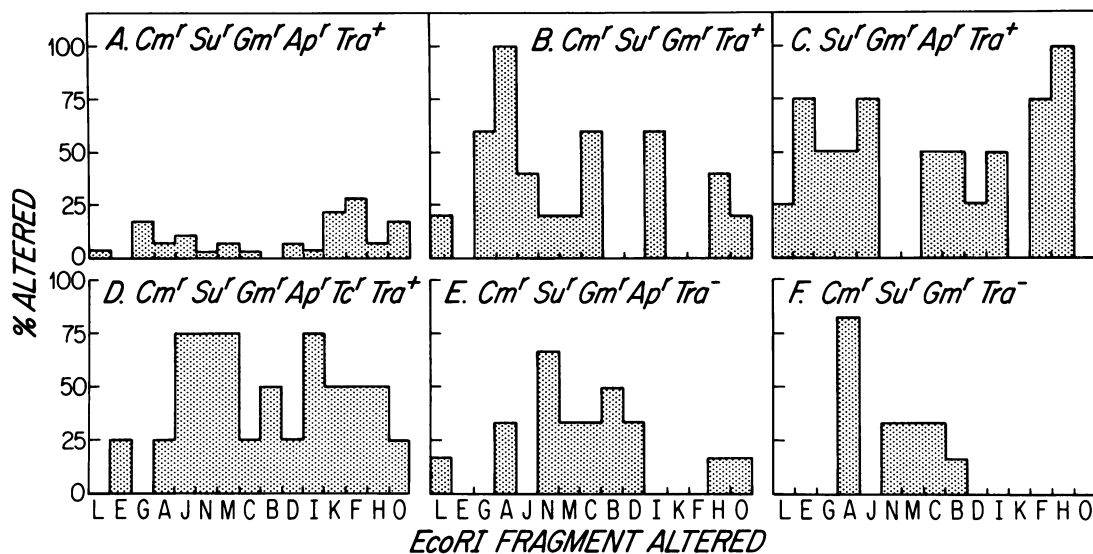 A. Cmʳ Suʳ Gmʳ Apʳ Tra⁺
B. Cmʳ Suʳ Gmʳ Tra⁺
C. Suʳ Gmʳ Apʳ Tra⁺
100
75
50
25
0
D. Cmʳ Suʳ Gmʳ Apʳ Tcʳ Tra⁺
E. Cmʳ Suʳ Gmʳ Apʳ Tra⁻
F. Cmʳ Suʳ Gmʳ Tra⁻
100
75
50
25
0
% ALTERED
L E G A J N M C B D I K F H O
L E G A J N M C B D I K F H O
L E G A J N M C B D I K F H O
EcoRI FRAGMENT ALTERED